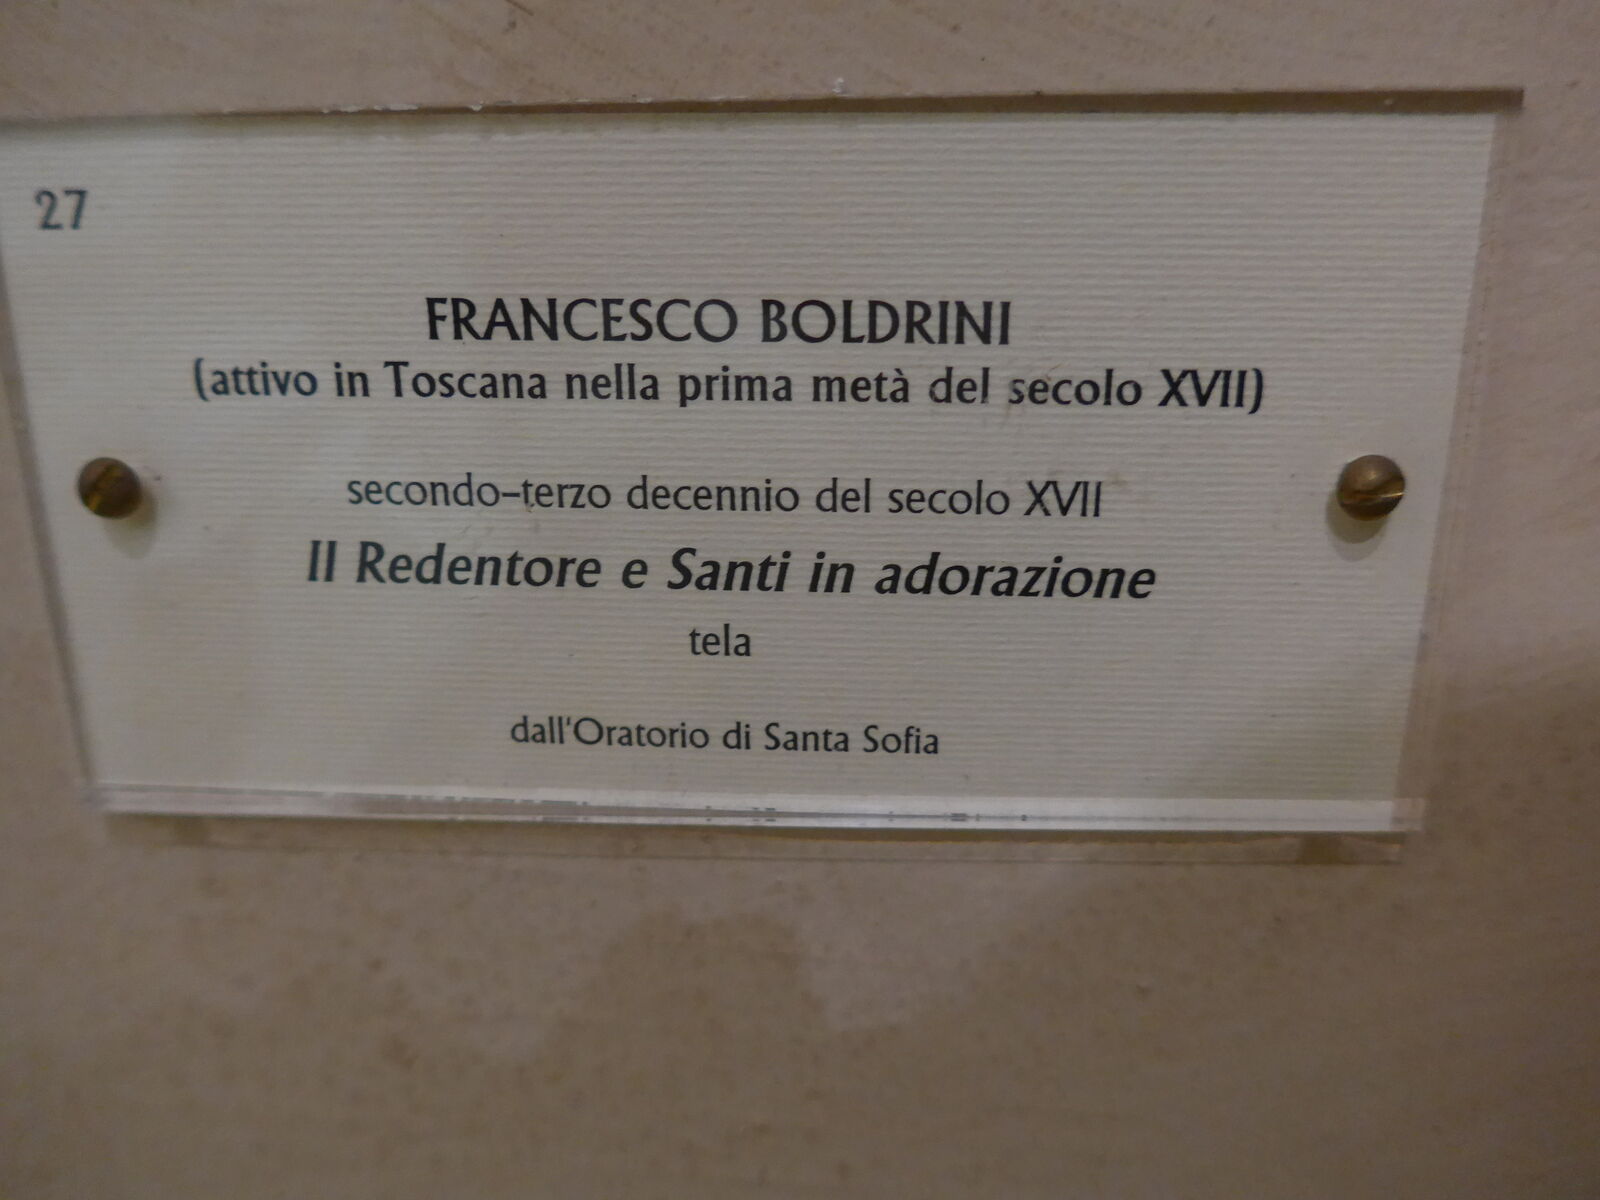 27
FRANCESCO BOLDRINI
(attivo in Toscana nella prima metà del secolo XVII)
secondo-terzo decennio del secolo XVII
Il Redentore e Santi in adorazione
tela
dall'Oratorio di Santa Sofia